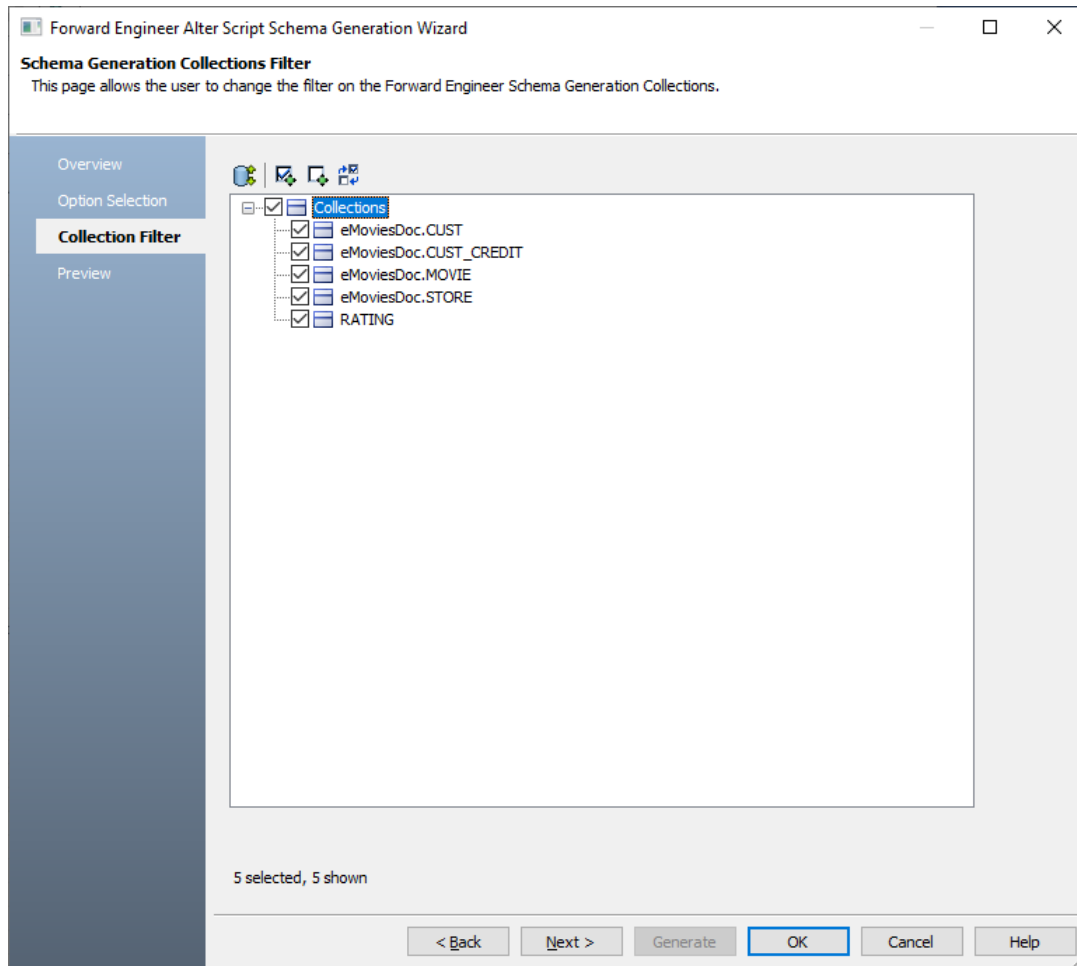 Forward Engineer Alter Script Schema Generation Wizard
Schema Generation Collections Filter
This page allows the user to change the filter on the Forward Engineer Schema Generation Collections.
Overview
Option Selection
Collection Filter
Preview
Collections
eMoviesDoc.CUST
eMoviesDoc.CUST_CREDIT
eMoviesDoc.MOVIE
eMoviesDoc.STORE
RATING
5 selected, 5 shown
< Back Next > Generate OK Cancel Help